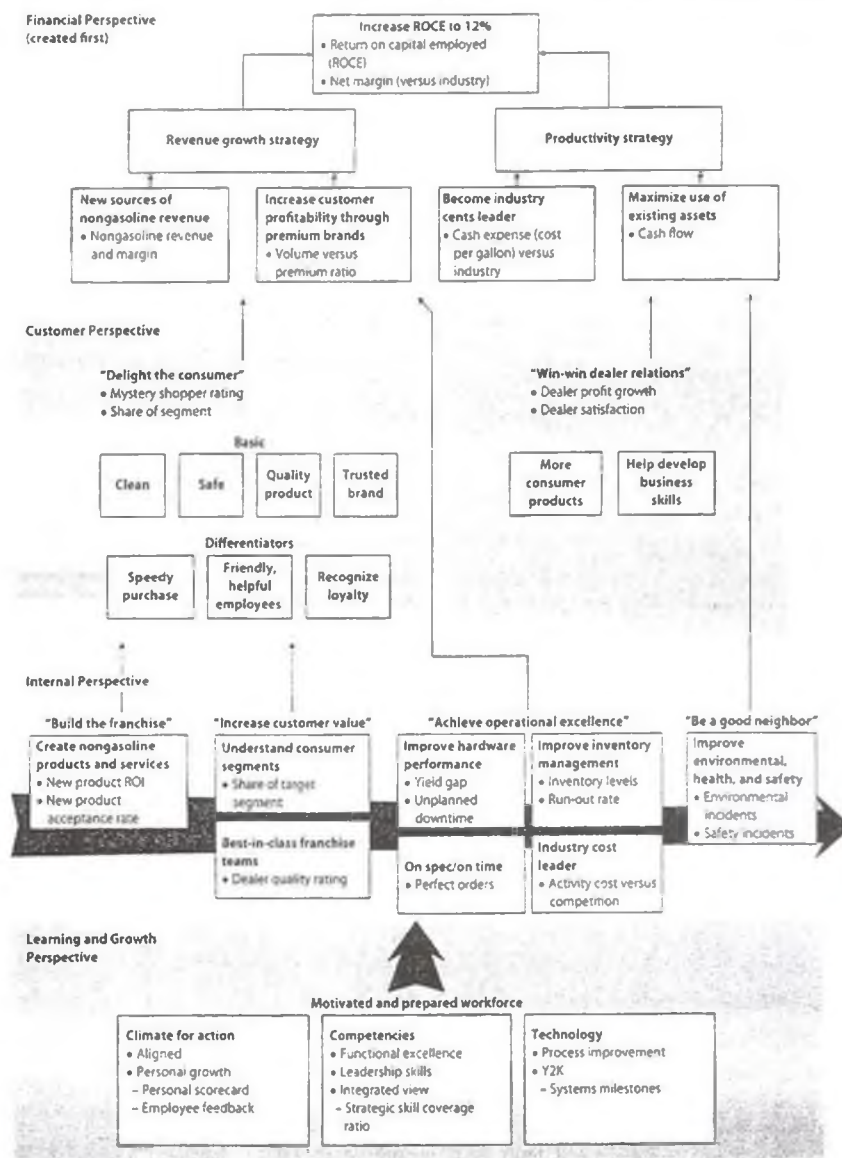 Financial Perspective
(created first)
Increase ROCE to 12%
• Return on capital employed
(ROCE)
• Net margin (versus industry)
Revenue growth strategy
Productivity strategy
New sources of
nongasoline revenue
• Nongasoline revenue
and margin
Increase customer
profitability through
premium brands
• Volume versus
premium ratio
Become industry
cents leader
• Cash expense (cost
per gallon) versus
industry
Maximize use of
existing assets
• Cash flow
Customer Perspective
"Delight the consumer"
• Mystery shopper rating
• Share of segment
"Win-win dealer relations"
• Dealer profit growth
• Dealer satisfaction
Basic
Clean
Safe
Quality
product
Trusted
brand
More
consumer
products
Help develop
business
skills
Differentiators
Speedy
purchase
Friendly,
helpful
employees
Recognize
loyalty
Internal Perspective
"Build the franchise"
"Increase customer value"
"Achieve operational excellence"
"Be a good neighbor"
Create nongasoline
products and services
• New product ROI
• New product
acceptance rate
Understand consumer
segments
• Share of target
segment
Best-in-class franchise
teams
• Dealer quality rating
Improve hardware
performance
• Yield gap
• Unplanned
downtime
On spec/on time
• Perfect orders
Improve inventory
management
• Inventory levels
• Run-out rate
Industry cost
leader
• Activity cost versus
competition
Improve
environmental,
health, and safety
• Environmental
incidents
• Safety incidents
Learning and Growth
Perspective
Motivated and prepared workforce
Climate for action
• Aligned
• Personal growth
– Personal scorecard
– Employee feedback
Competencies
• Functional excellence
• Leadership skills
• Integrated view
– Strategic skill coverage
ratio
Technology
• Process improvement
• Y2K
– Systems milestones